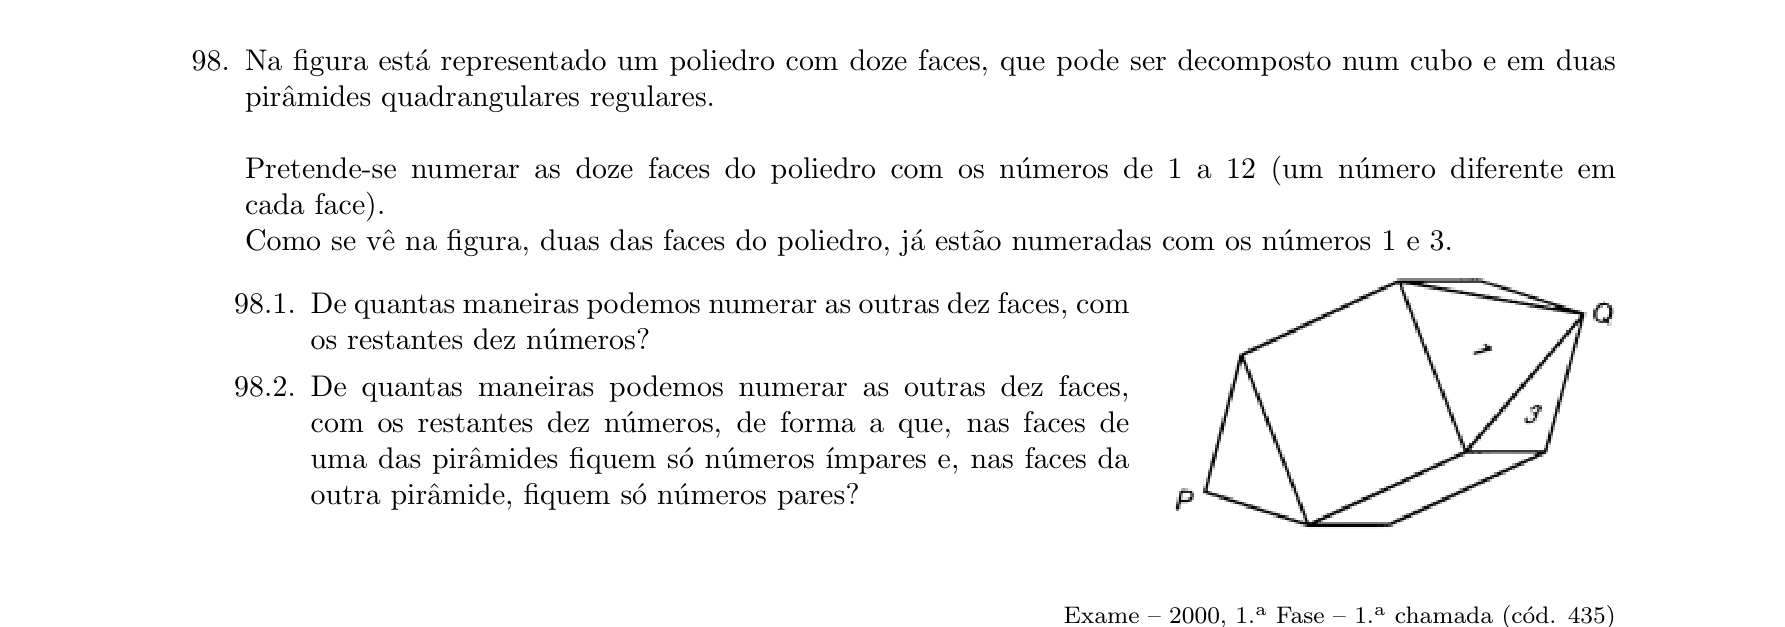 98. Na figura está representado um poliedro com doze faces, que pode ser decomposto num cubo e em duas
pirâmides quadrangulares regulares.
Pretende-se numerar as doze faces do poliedro com os números de 1 a 12 (um número diferente em
cada face).
Como se vê na figura, duas das faces do poliedro, já estão numeradas com os números 1 e 3.
98.1. De quantas maneiras podemos numerar as outras dez faces, com
os restantes dez números?
98.2. De quantas maneiras podemos numerar as outras dez faces,
com os restantes dez números, de forma a que, nas faces de
uma das pirâmides fiquem só números ímpares e, nas faces da
outra pirâmide, fiquem só números pares?
Q
1
3
P
Exame – 2000, 1.ª Fase – 1.ª chamada (cód. 435)